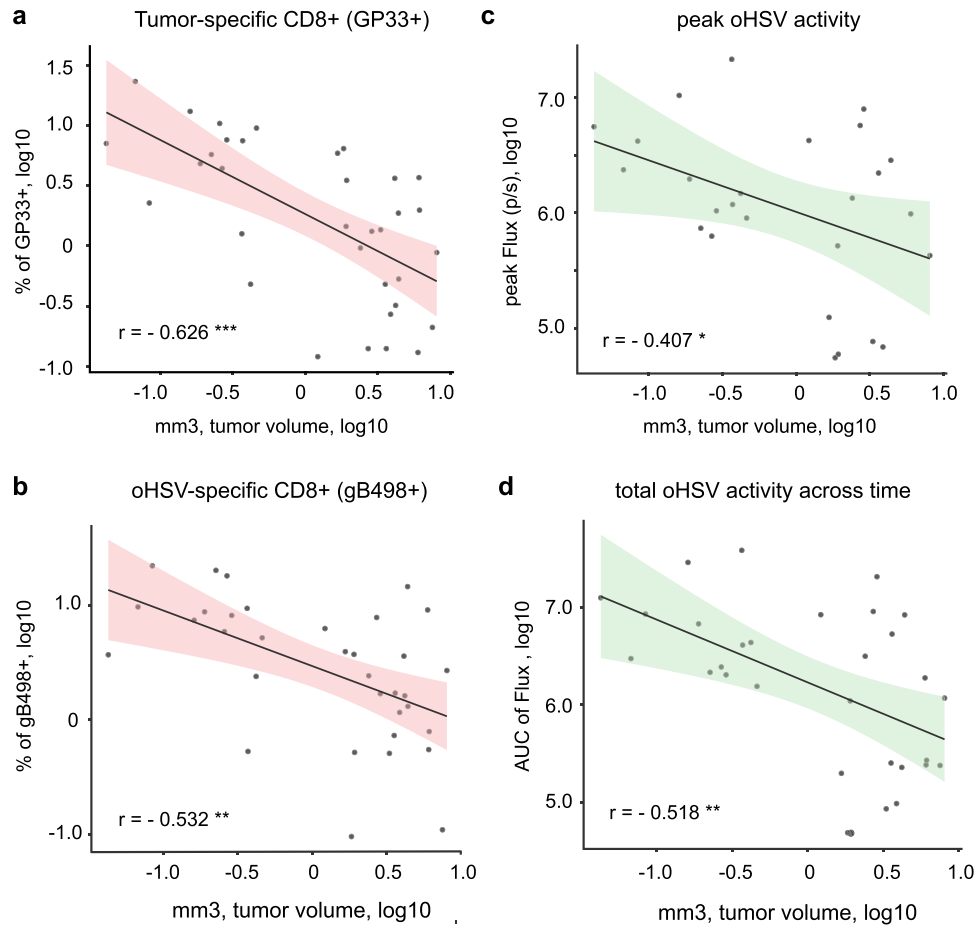 a
Tumor-specific CD8+ (GP33+)
% of GP33+, log10
1.5
1.0
0.5
0
-0.5
-1.0
r = - 0.626 ***
-1.0 -0.5 0 0.5 1.0
mm3, tumor volume, log10
c
peak oHSV activity
peak Flux (p/s), log10
7.0
6.0
5.0
r = - 0.407 *
-1.0 -0.5 0 0.5 1.0
mm3, tumor volume, log10
b
oHSV-specific CD8+ (gB498+)
% of gB498+, log10
1.0
0
-1.0
r = - 0.532 **
-1.0 -0.5 0 0.5 1.0
mm3, tumor volume, log10
d
total oHSV activity across time
AUC of Flux , log10
7.0
6.0
5.0
r = - 0.518 **
-1.0 -0.5 0 0.5 1.0
mm3, tumor volume, log10